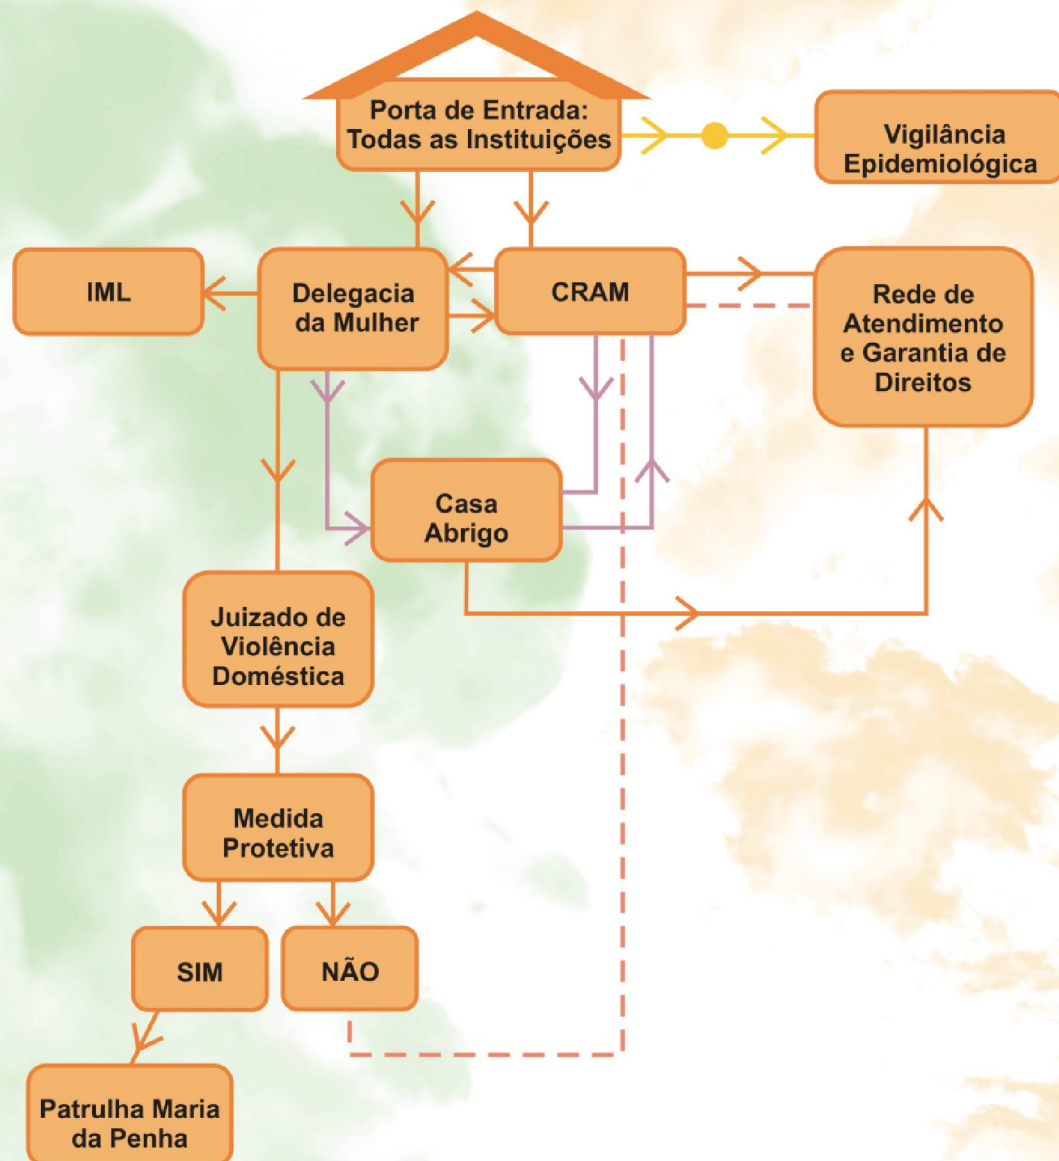 Porta de Entrada:
Todas as Instituições
Vigilância
Epidemiológica
IML
Delegacia
da Mulher
CRAM
Rede de
Atendimento
e Garantia de
Direitos
Casa
Abrigo
Juizado de
Violência
Doméstica
Medida
Protetiva
SIM
NÃO
Patrulha Maria
da Penha